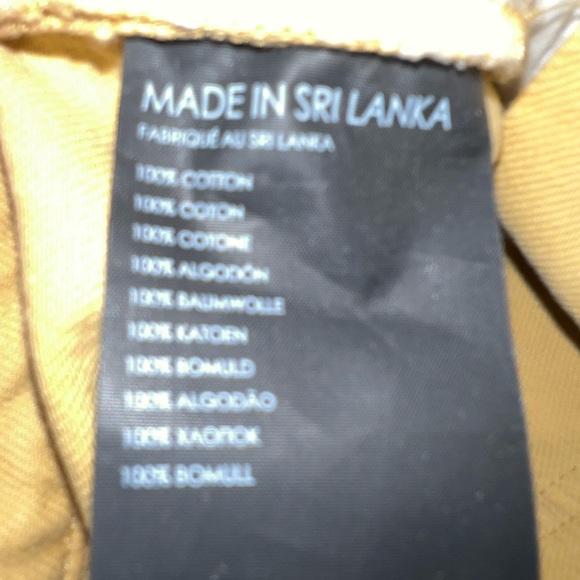 MADE IN SRI LANKA
FABRIQUÉ AU SRI LANKA
100% COTTON
100% COTON
100% COTONE
100% ALGODÓN
100% BAUMWOLLE
100% KATOEN
100% BOMULD
100% ALGODÃO
100% ХЛОПОК
100% BOMULL